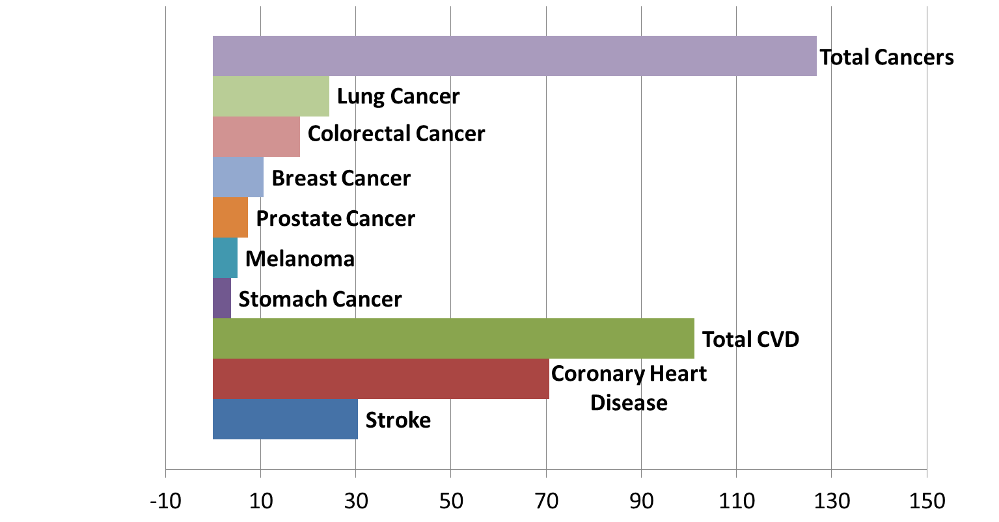 Total Cancers
Lung Cancer
Colorectal Cancer
Breast Cancer
Prostate Cancer
Melanoma
Stomach Cancer
Total CVD
Coronary Heart
Disease
Stroke
-10 10 30 50 70 90 110 130 150